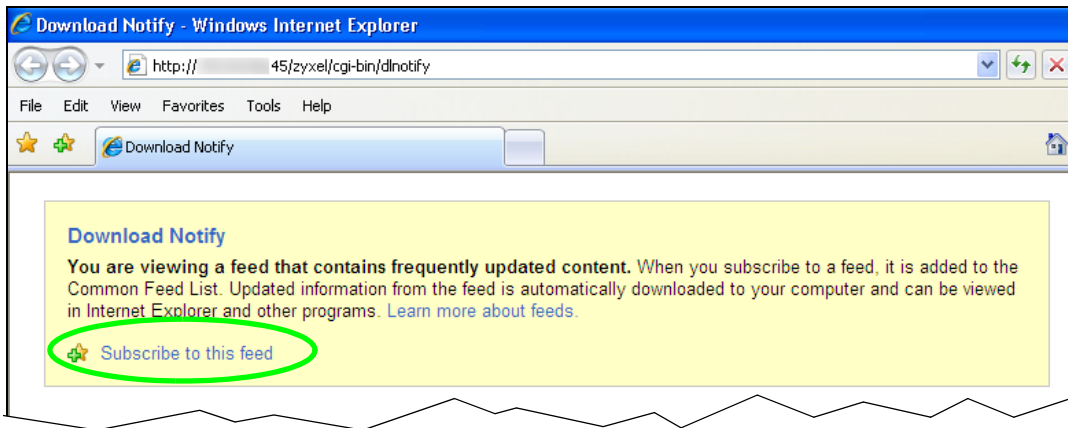 Download Notify - Windows Internet Explorer
http:// 45/zyxel/cgi-bin/dlnotify
File Edit View Favorites Tools Help
Download Notify
Download Notify
You are viewing a feed that contains frequently updated content. When you subscribe to a feed, it is added to the
Common Feed List. Updated information from the feed is automatically downloaded to your computer and can be viewed
in Internet Explorer and other programs. Learn more about feeds.
Subscribe to this feed